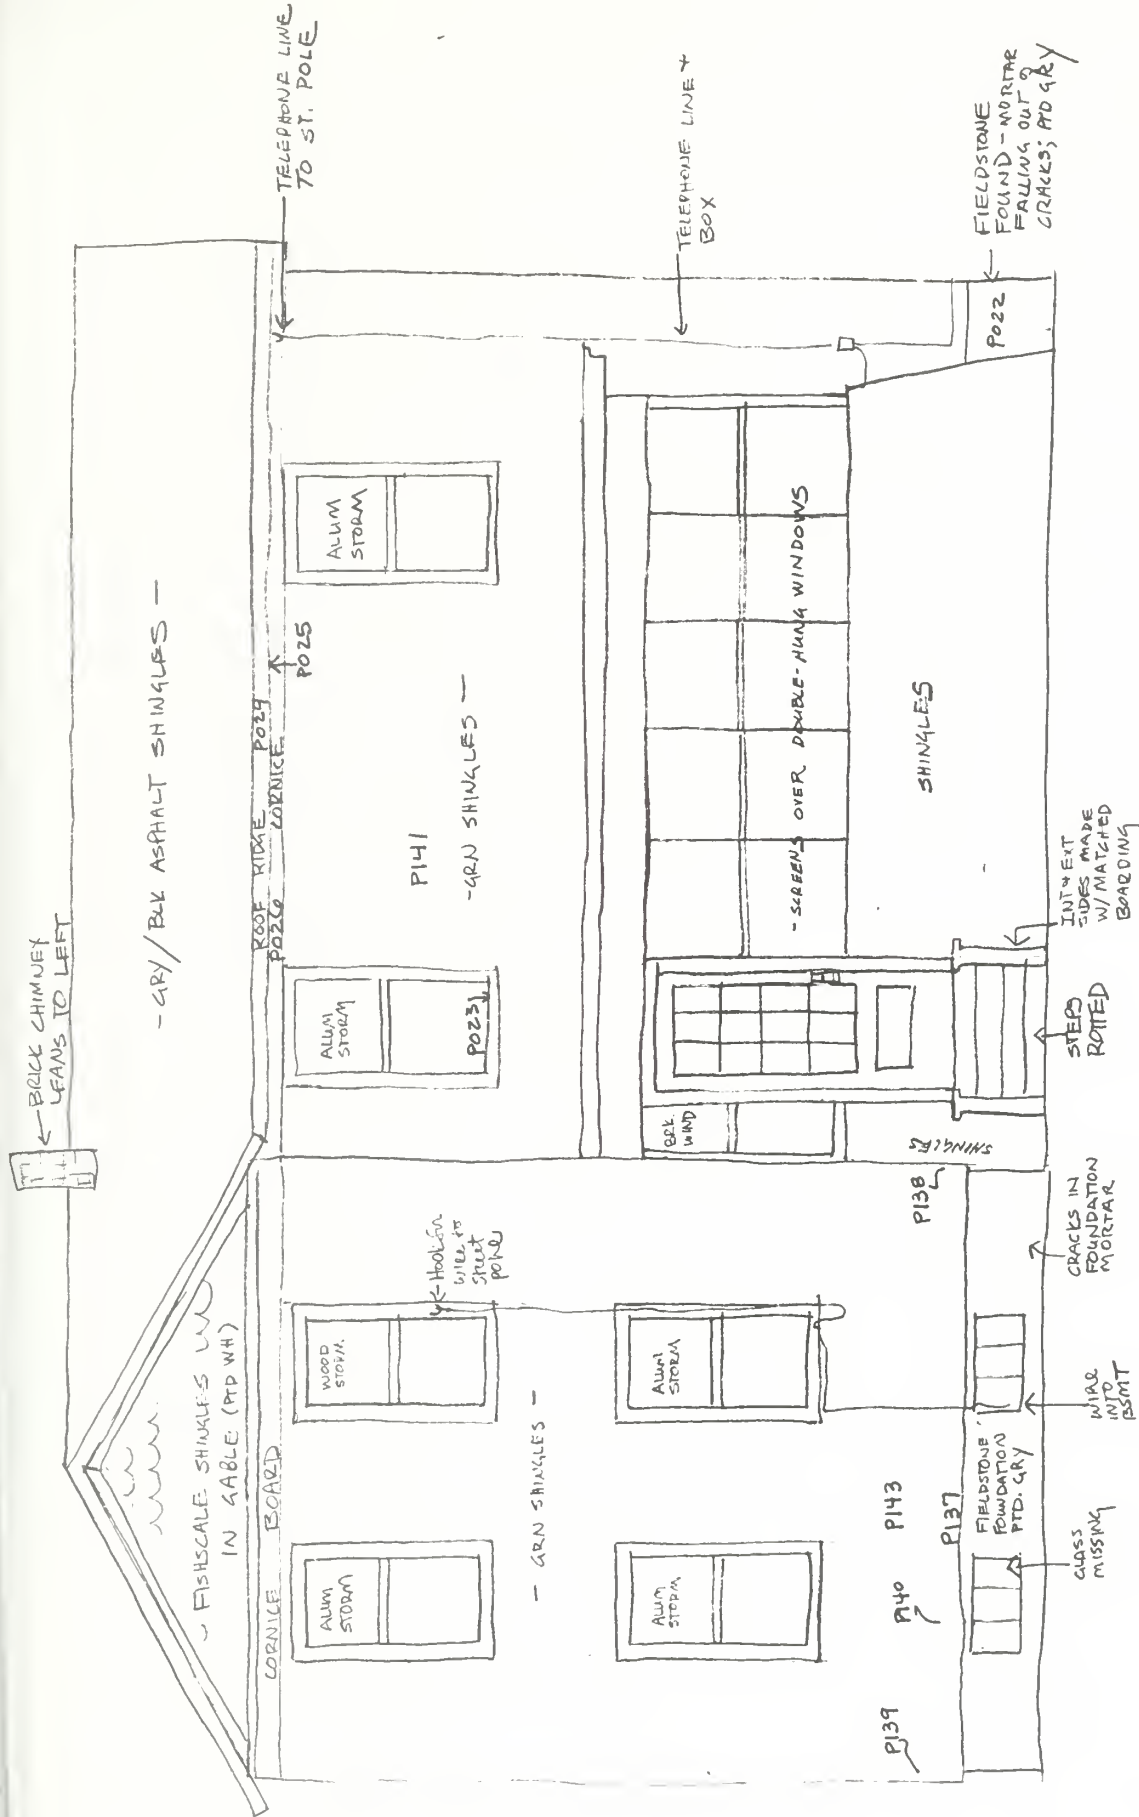 BRICK CHIMNEY
LEANS TO LEFT
- GRY/BLK ASPHALT SHINGLES -
TELEPHONE LINE
TO ST. POLE
FISHSCALE SHINGLES
IN GABLE (PTD WH)
ROOF RIDGE P029
P026 CORNICE
P025
CORNICE BOARD
ALUM
STORM
WOOD
STORM
ALUM
STORM
ALUM
STORM
P023
Hook for
wire to
street
pole
P141
- GRN SHINGLES -
- GRN SHINGLES -
TELEPHONE LINE +
BOX
ALUM
STORM
ALUM
STORM
BRK.
WIND
- SCREENS OVER DOUBLE-HUNG WINDOWS
SHINGLES
SHINGLES
P139
P140
P143
P137
P138
P022
FIELDSTONE
FOUNDATION
PTD. GRY
FIELDSTONE
FOUND - MORTAR
FALLING OUT OF
CRACKS; PTD GRY
GLASS
MISSING
WIRE
INTO
BSMT
CRACKS IN
FOUNDATION
MORTAR
STEPS
ROTTED
INT + EXT
SIDES MADE
W/ MATCHED
BOARDING